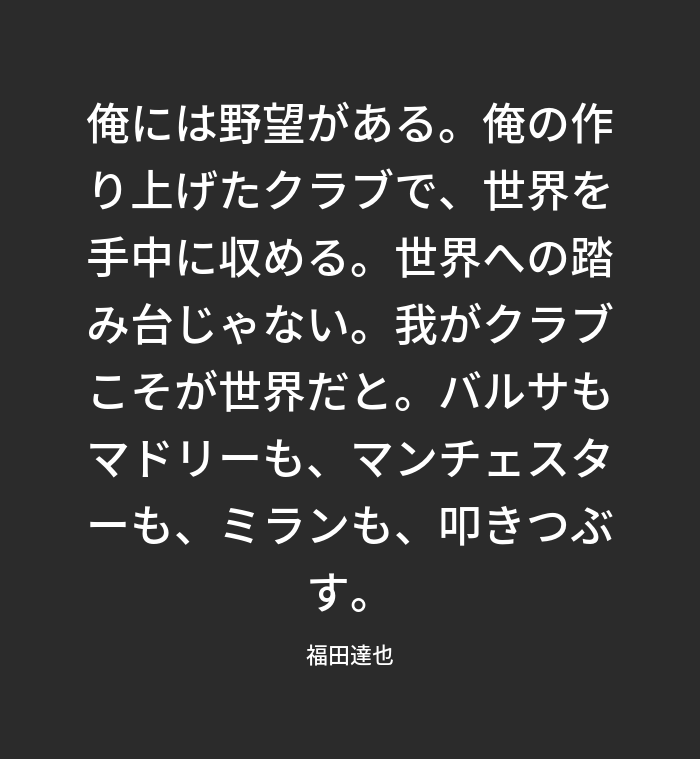 俺には野望がある。俺の作
り上げたクラブで、世界を
手中に収める。世界への踏
み台じゃない。我がクラブ
こそが世界だと。バルサも
マドリーも、マンチェスタ
ーも、ミランも、叩きつぶ
す。
福田達也